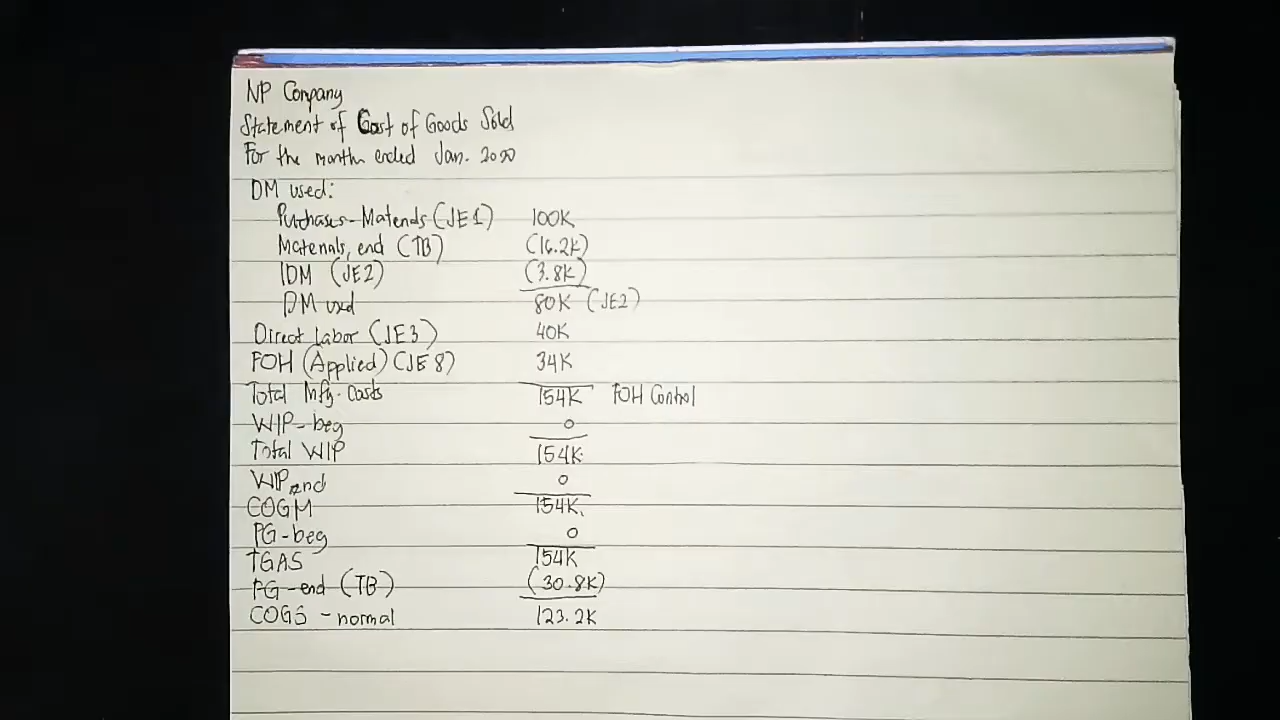 NP Company
Statement of Cost of Goods Sold
For the month ended Jan. 2020
DM used:
Purchases-Materials (JE1) 100K
Materials, end (TB) (16.2K)
IDM (JE2) (3.8K)
DM used 80K (JE2)
Direct Labor (JE3) 40K
FOH (Applied) (JE 8) 34K
Total Mfg. Costs 154K FOH Control
WIP-beg 0
Total WIP 154K
WIP, end 0
COGM 154K
FG-beg 0
TGAS 154K
FG-end (TB) (30.8K)
COGS - normal 123.2K